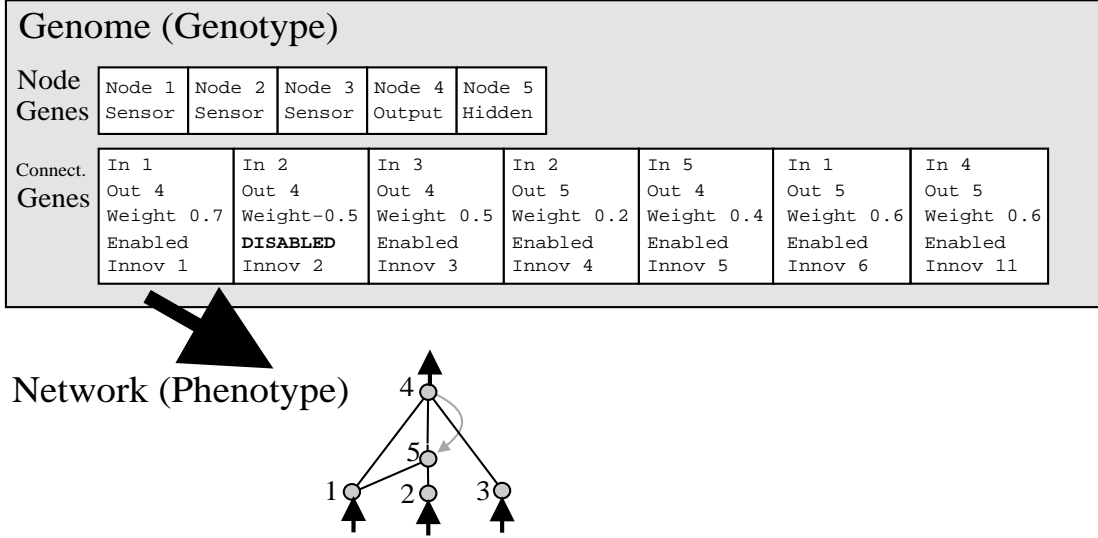 Genome (Genotype)
Node Genes
Node 1 Node 2 Node 3 Node 4 Node 5
Sensor Sensor Sensor Output Hidden
Connect. Genes
In 1 In 2 In 3 In 2 In 5 In 1 In 4
Out 4 Out 4 Out 4 Out 5 Out 4 Out 5 Out 5
Weight 0.7 Weight-0.5 Weight 0.5 Weight 0.2 Weight 0.4 Weight 0.6 Weight 0.6
Enabled DISABLED Enabled Enabled Enabled Enabled Enabled
Innov 1 Innov 2 Innov 3 Innov 4 Innov 5 Innov 6 Innov 11
Network (Phenotype)
4
5
1 2 3